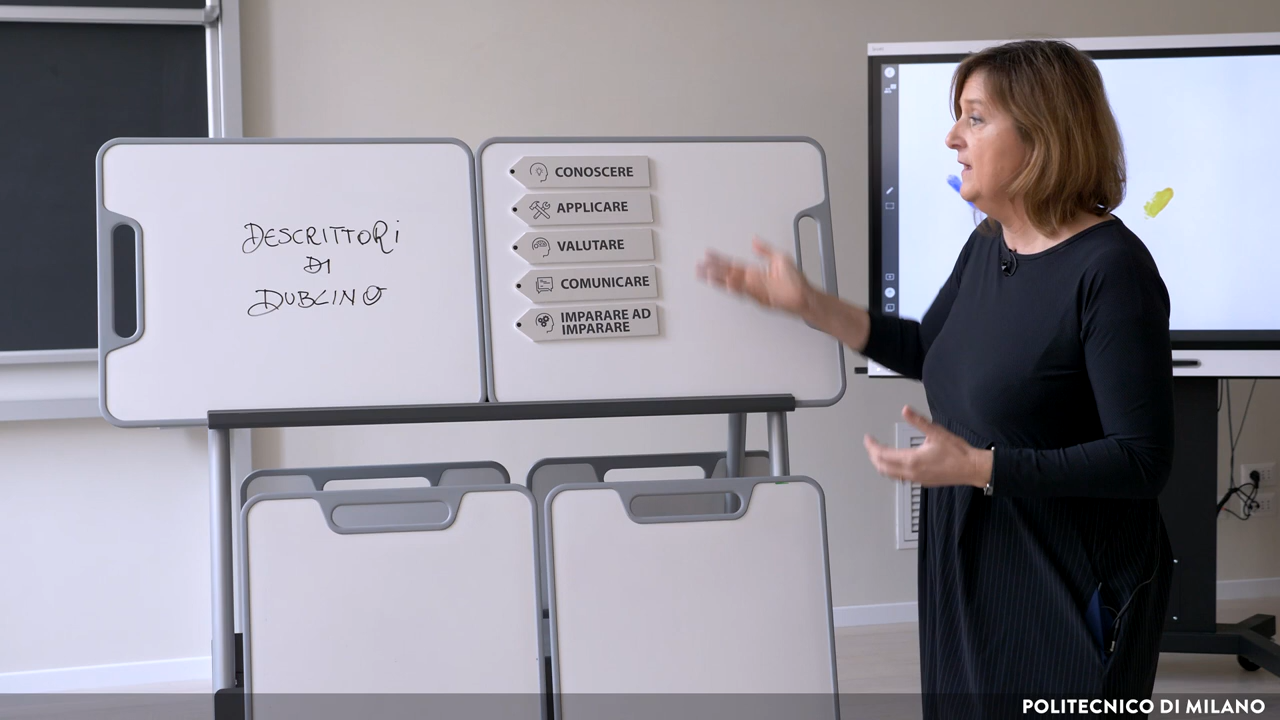 DESCRITTORI
DI
DUBLINO
CONOSCERE
APPLICARE
VALUTARE
COMUNICARE
IMPARARE AD
IMPARARE
POLITECNICO DI MILANO